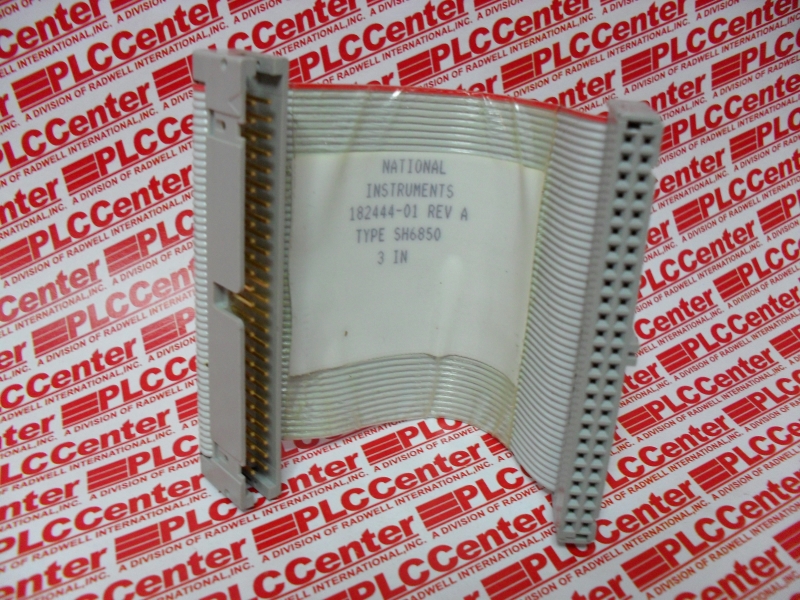 NATIONAL
INSTRUMENTS
182444-01 REV A
TYPE SH6850
3 IN
PLCCenter
A DIVISION OF RADWELL INTERNATIONAL, INC.